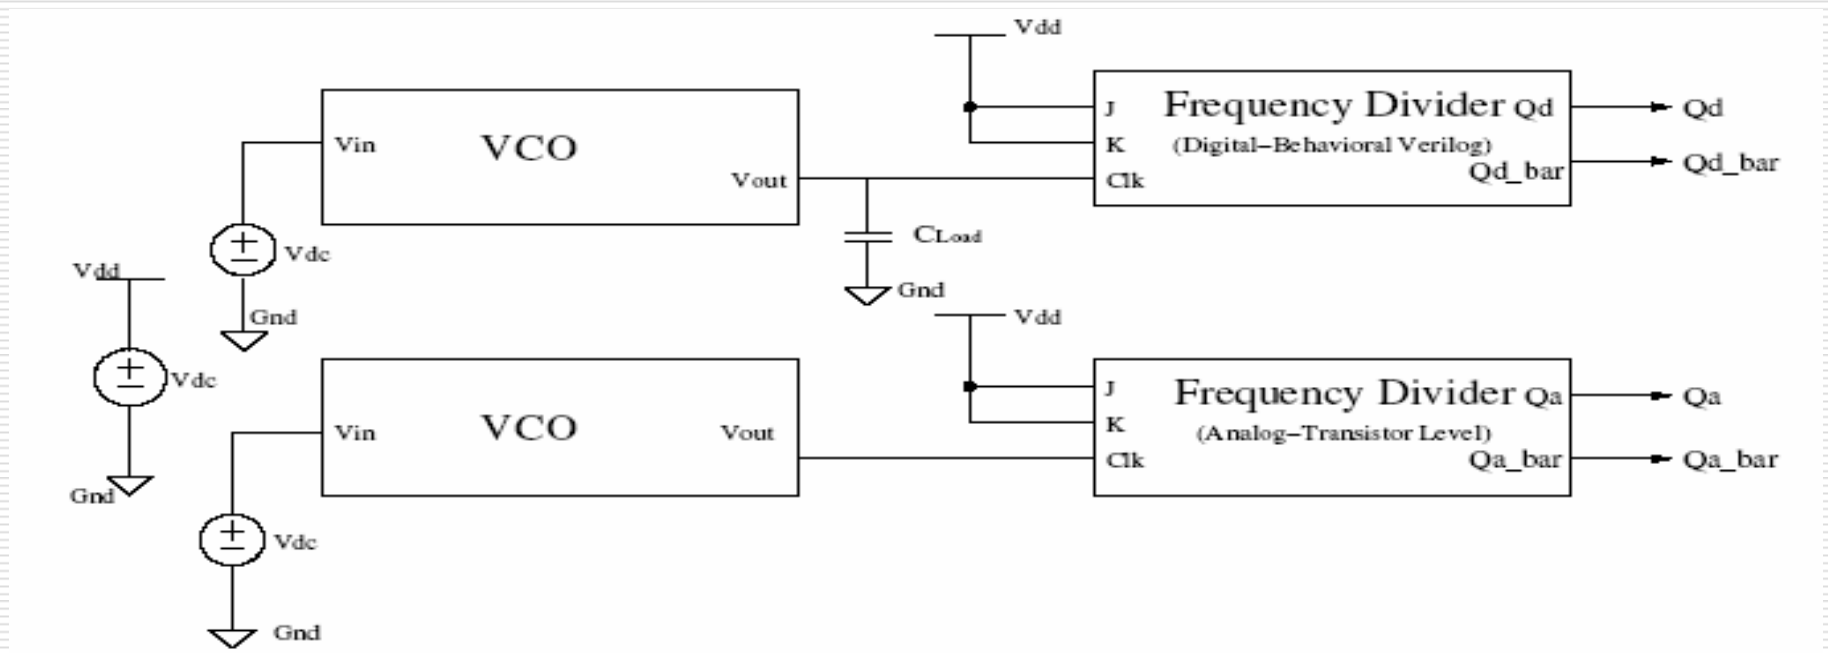 Vdd
VCO
Vin
Vout
J
K
Clk
Frequency Divider
(Digital-Behavioral Verilog)
Qd
Qd_bar
Qd
Qd_bar
CLoad
Gnd
Vdc
Gnd
Vdd
Vdc
Gnd
Vdd
VCO
Vin
Vout
J
K
Clk
Frequency Divider
(Analog-Transistor Level)
Qa
Qa_bar
Qa
Qa_bar
Vdc
Gnd